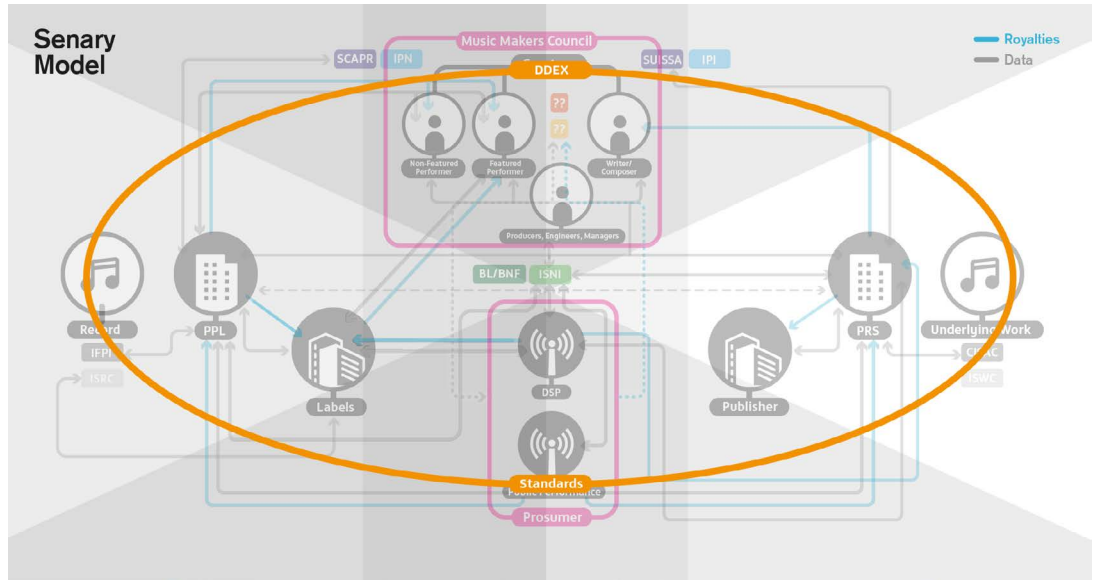 Senary
Model
Royalties
Data
Music Makers Council
SCAPR
IPN
SUISSA
IPI
DDEX
??
??
Non-Featured
Performer
Featured
Performer
Writer/
Composer
Producers, Engineers, Managers
BL/BNF
ISNI
Record
PPL
PRS
Underlying Work
IFPI
ISRC
CISAC
ISWC
Labels
DSP
Publisher
Standards
Public Performance
Prosumer